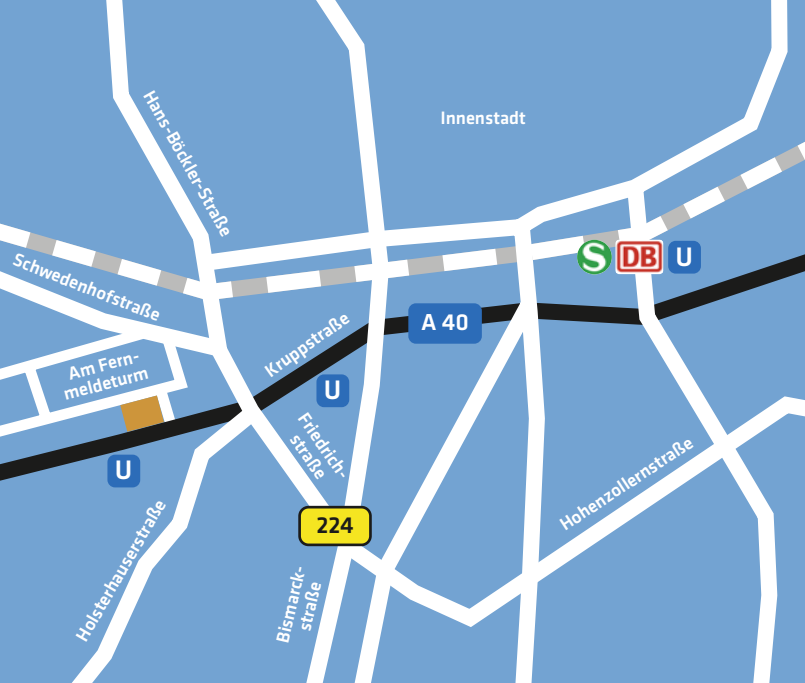 Innenstadt
Hans-Böckler-Straße
S
DB
U
Schwedenhofstraße
A 40
Kruppstraße
Am Fern-
meldeturm
U
Friedrich-
straße
Hohenzollernstraße
U
224
Holsterhauserstraße
Bismarck-
straße